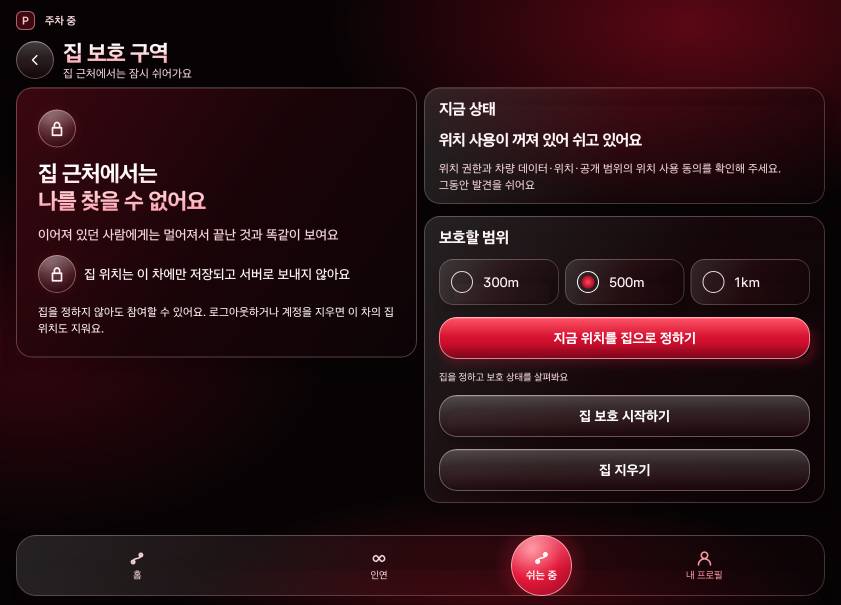 P 주차 중
집 보호 구역
집 근처에서는 잠시 쉬어가요
집 근처에서는
나를 찾을 수 없어요
이어져 있던 사람에게는 멀어져서 끝난 것과 똑같이 보여요
집 위치는 이 차에만 저장되고 서버로 보내지 않아요
집을 정하지 않아도 참여할 수 있어요. 로그아웃하거나 계정을 지우면 이 차의 집
위치도 지워요.
지금 상태
위치 사용이 꺼져 있어 쉬고 있어요
위치 권한과 차량 데이터·위치·공개 범위의 위치 사용 동의를 확인해 주세요.
그동안 발견을 쉬어요
보호할 범위
300m 500m 1km
지금 위치를 집으로 정하기
집을 정하고 보호 상태를 살펴봐요
집 보호 시작하기
집 지우기
홈 인연 쉬는 중 내 프로필